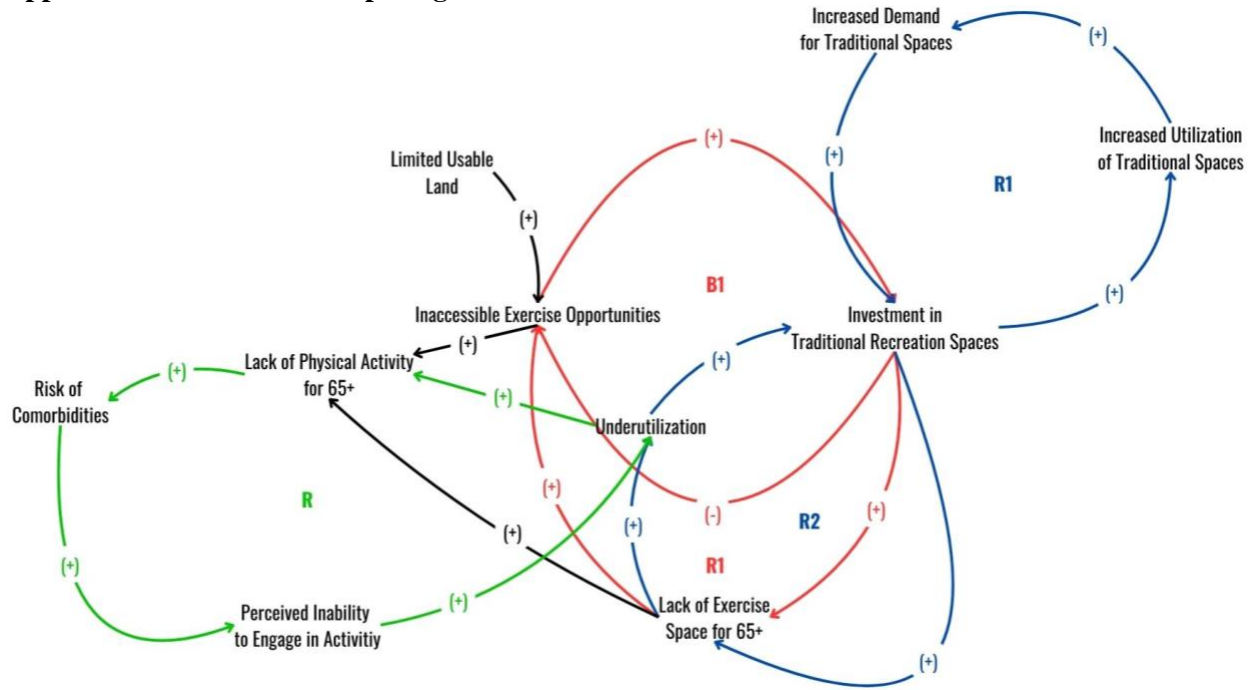 Increased Demand
for Traditional Spaces
(+)
Increased Utilization
of Traditional Spaces
(+)
(+)
Limited Usable
Land
(+)
R1
(+)
B1
(+)
Inaccessible Exercise Opportunities
Investment in
Traditional Recreation Spaces
(+)
(+)
Lack of Physical Activity
for 65+
(+)
Risk of
Comorbidities
(+)
Underutilization
R
(+)
(-)
(+)
R2
(+)
(+)
R1
(+)
(+)
Perceived Inability
to Engage in Activitiy
Lack of Exercise
Space for 65+
(+)